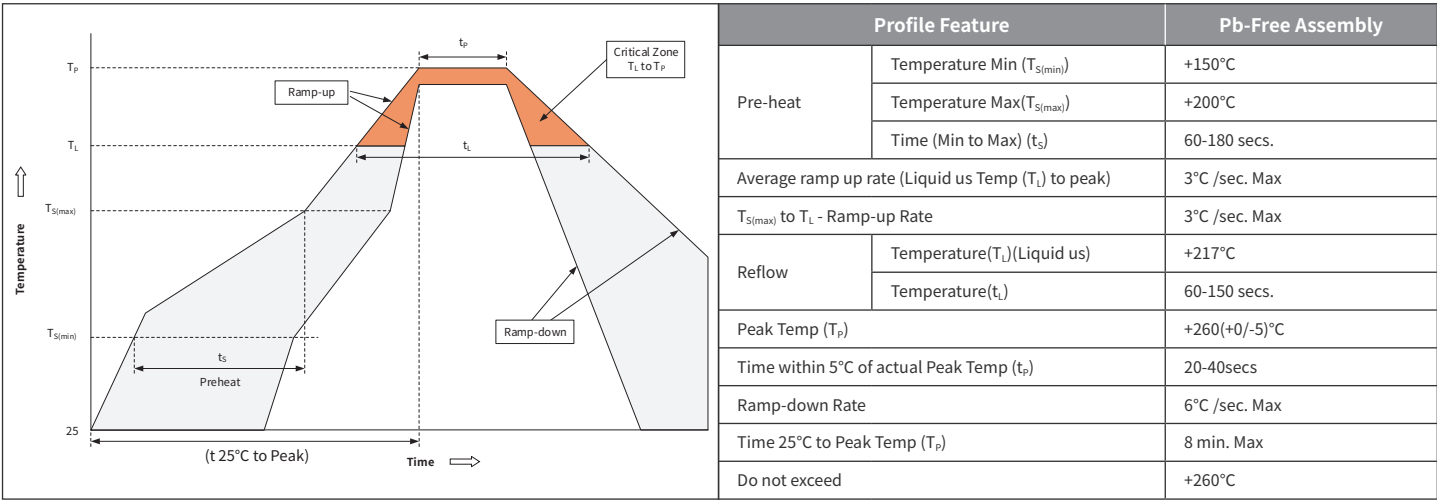 tP
Critical Zone
TL to TP
TP
Ramp-up
TL
tL
TS(max)
Temperature
TS(min)
Ramp-down
tS
Preheat
25
(t 25°C to Peak)
Time
Profile Feature Pb-Free Assembly
Pre-heat
Temperature Min (TS(min)) +150°C
Temperature Max(TS(max)) +200°C
Time (Min to Max) (tS) 60-180 secs.
Average ramp up rate (Liquid us Temp (TL) to peak) 3°C /sec. Max
TS(max) to TL - Ramp-up Rate 3°C /sec. Max
Reflow
Temperature(TL)(Liquid us) +217°C
Temperature(tL) 60-150 secs.
Peak Temp (TP) +260(+0/-5)°C
Time within 5°C of actual Peak Temp (tP) 20-40secs
Ramp-down Rate 6°C /sec. Max
Time 25°C to Peak Temp (TP) 8 min. Max
Do not exceed +260°C